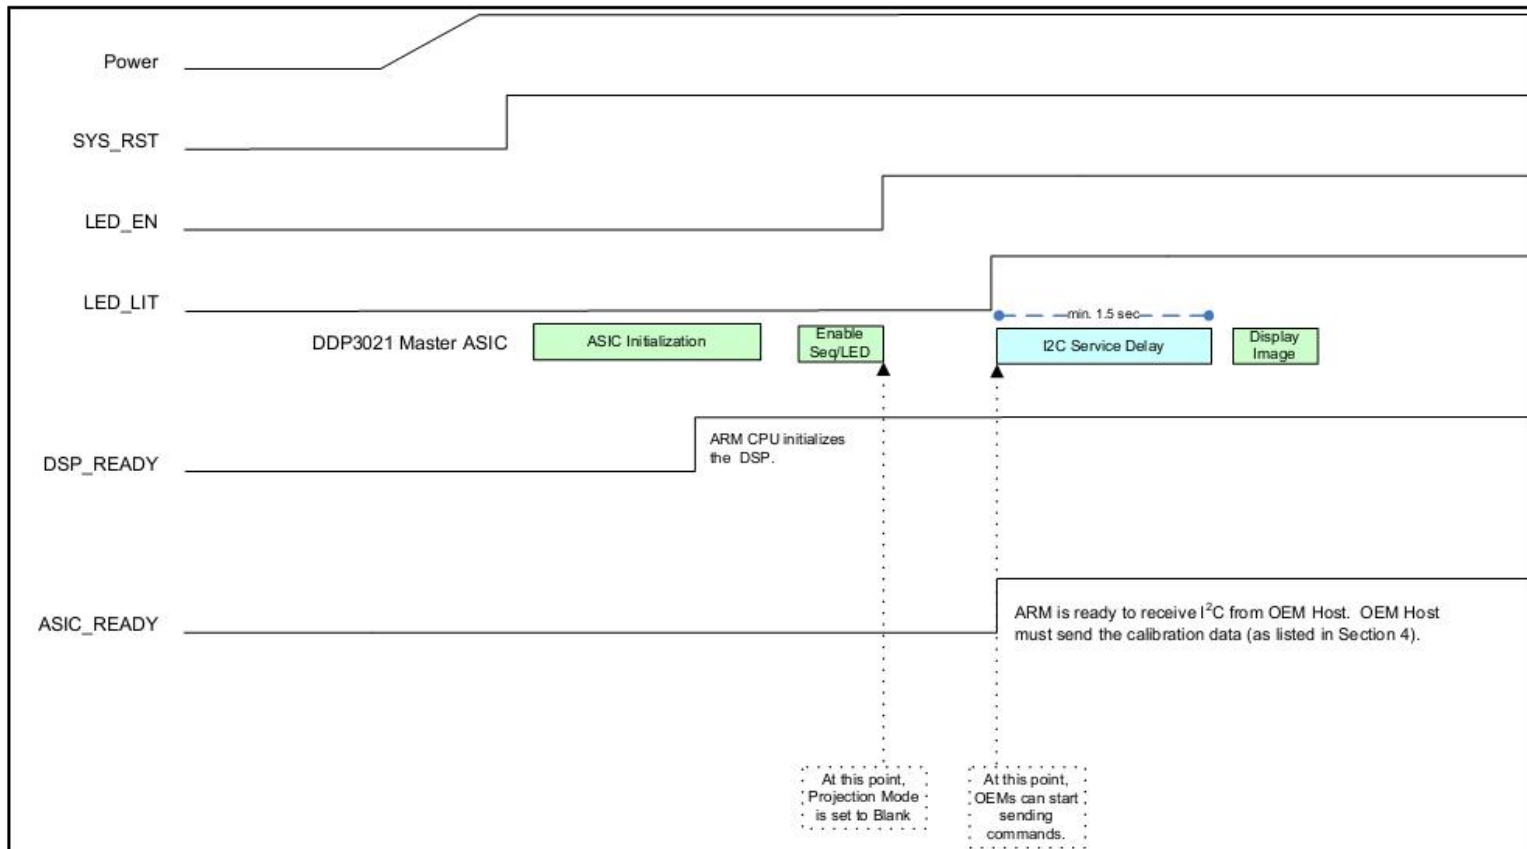 Power
SYS_RST
LED_EN
LED_LIT
min. 1.5 sec
DDP3021 Master ASIC
ASIC Initialization
Enable
Seq/LED
I2C Service Delay
Display
Image
DSP_READY
ARM CPU initializes
the DSP.
ASIC_READY
ARM is ready to receive I²C from OEM Host. OEM Host
must send the calibration data (as listed in Section 4).
At this point,
Projection Mode
is set to Blank
At this point,
OEMs can start
sending
commands.